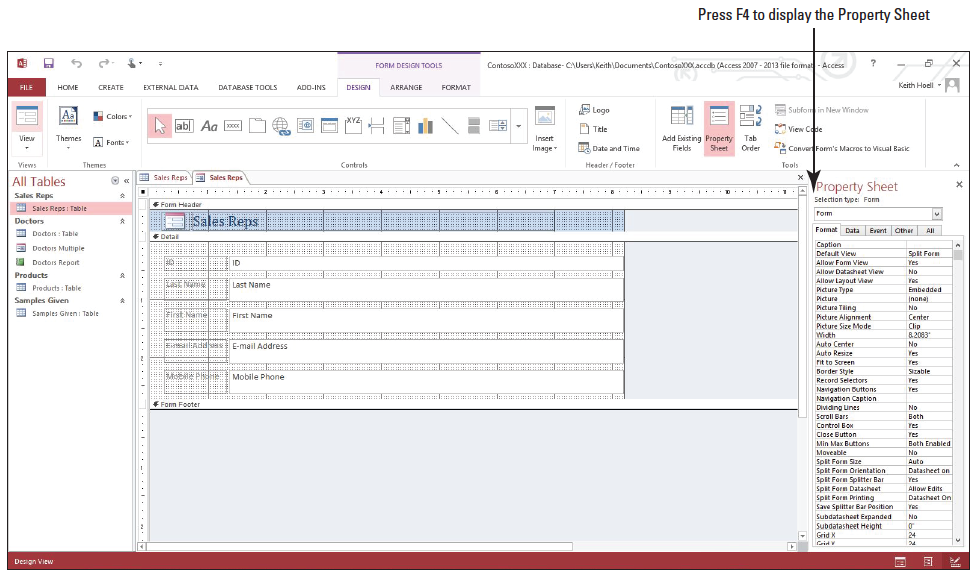 Press F4 to display the Property Sheet
FORM DESIGN TOOLS
ContosoXXX : Database- C:\Users\Keith\Documents\ContosoXXX.accdb (Access 2007 - 2013 file format) - Access
?
FILE
HOME
CREATE
EXTERNAL DATA
DATABASE TOOLS
ADD-INS
DESIGN
ARRANGE
FORMAT
Keith Hoell
View
Themes
Colors
Fonts
Aa
ab
Aa
xxxx
XYZ
Insert
Image
Logo
Title
Date and Time
Add Existing
Fields
Property
Sheet
Tab
Order
Subform in New Window
View Code
Convert Form's Macros to Visual Basic
Views
Themes
Controls
Header / Footer
Tools
All Tables
Sales Reps
Sales Reps : Table
Doctors
Doctors : Table
Doctors Multiple
Doctors Report
Products
Products : Table
Samples Given
Samples Given : Table
Sales Reps
Sales Reps
Form Header
Sales Reps
Detail
ID
ID
Last Name
Last Name
First Name
First Name
E-mail Address
E-mail Address
Mobile Phone
Mobile Phone
Form Footer
Property Sheet
Selection type: Form
Form
Format
Data
Event
Other
All
Caption
Default View Split Form
Allow Form View Yes
Allow Datasheet View No
Allow Layout View Yes
Picture Type Embedded
Picture (none)
Picture Tiling No
Picture Alignment Center
Picture Size Mode Clip
Width 8.2083"
Auto Center No
Auto Resize Yes
Fit to Screen Yes
Border Style Sizable
Record Selectors Yes
Navigation Buttons Yes
Navigation Caption
Dividing Lines No
Scroll Bars Both
Control Box Yes
Close Button Yes
Min Max Buttons Both Enabled
Moveable No
Split Form Size Auto
Split Form Orientation Datasheet on
Split Form Splitter Bar Yes
Split Form Datasheet Allow Edits
Split Form Printing Datasheet On
Save Splitter Bar Position Yes
Subdatasheet Expanded No
Subdatasheet Height 0"
Grid X 24
Grid Y 24
Design View